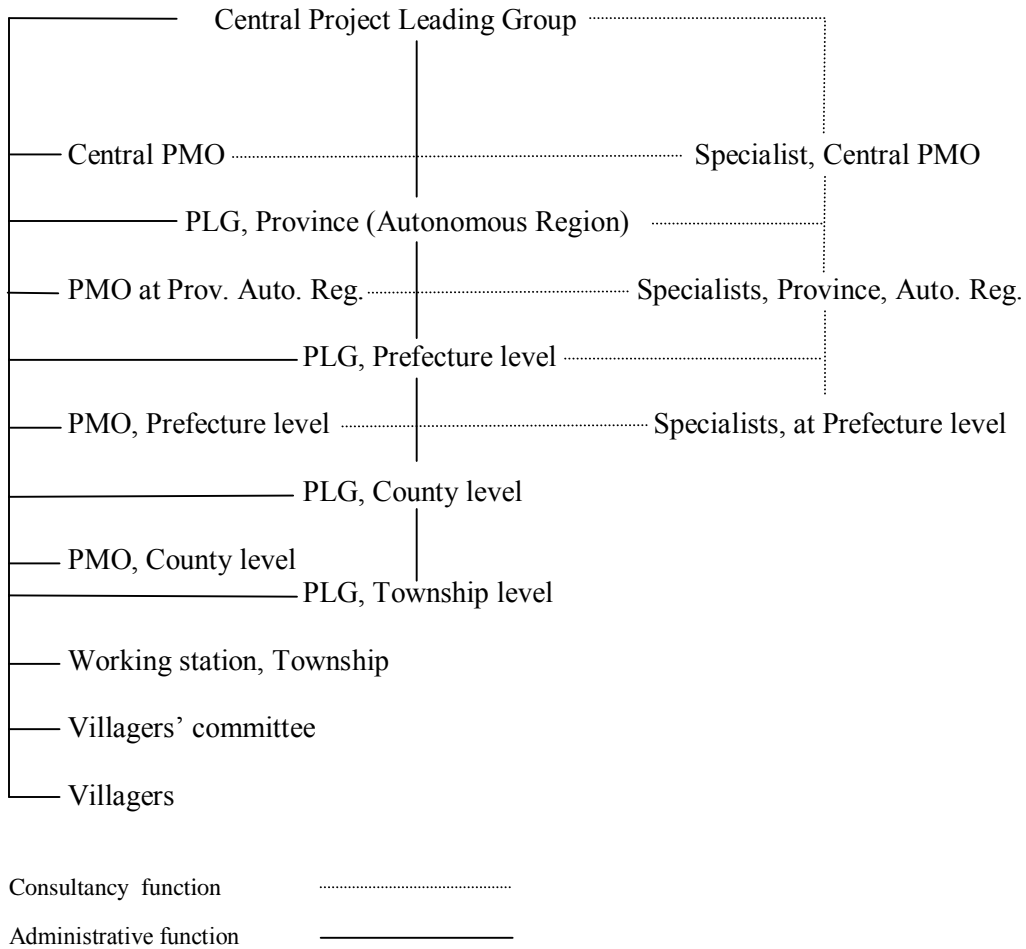 Central Project Leading Group
Central PMO
Specialist, Central PMO
PLG, Province (Autonomous Region)
PMO at Prov. Auto. Reg.
Specialists, Province, Auto. Reg.
PLG, Prefecture level
PMO, Prefecture level
Specialists, at Prefecture level
PLG, County level
PMO, County level
PLG, Township level
Working station, Township
Villagers’ committee
Villagers
Consultancy function
Administrative function